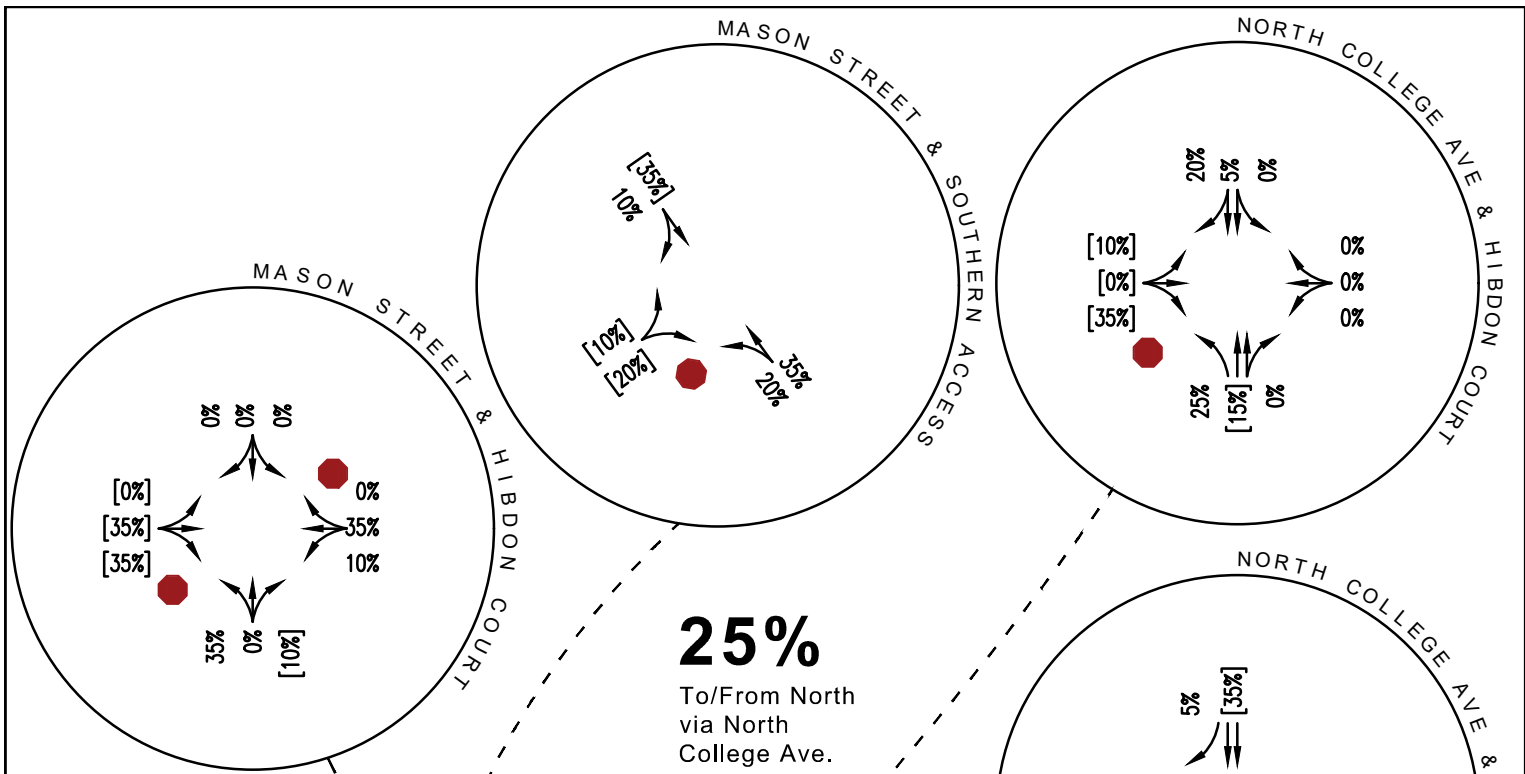 MASON STREET & SOUTHERN ACCESS
[35%]
10%
[10%]
[20%]
35%
20%
NORTH COLLEGE AVE & HIBDON COURT
20% 5% 0%
[10%]
[0%]
[35%]
0%
0%
0%
25% [15%] 0%
MASON STREET & HIBDON COURT
0% 0% 0%
[0%]
[35%]
[35%]
0%
35%
10%
35% 0% [10%]
25%
To/From North
via North
College Ave.
NORTH COLLEGE AVE &
5% [35%]